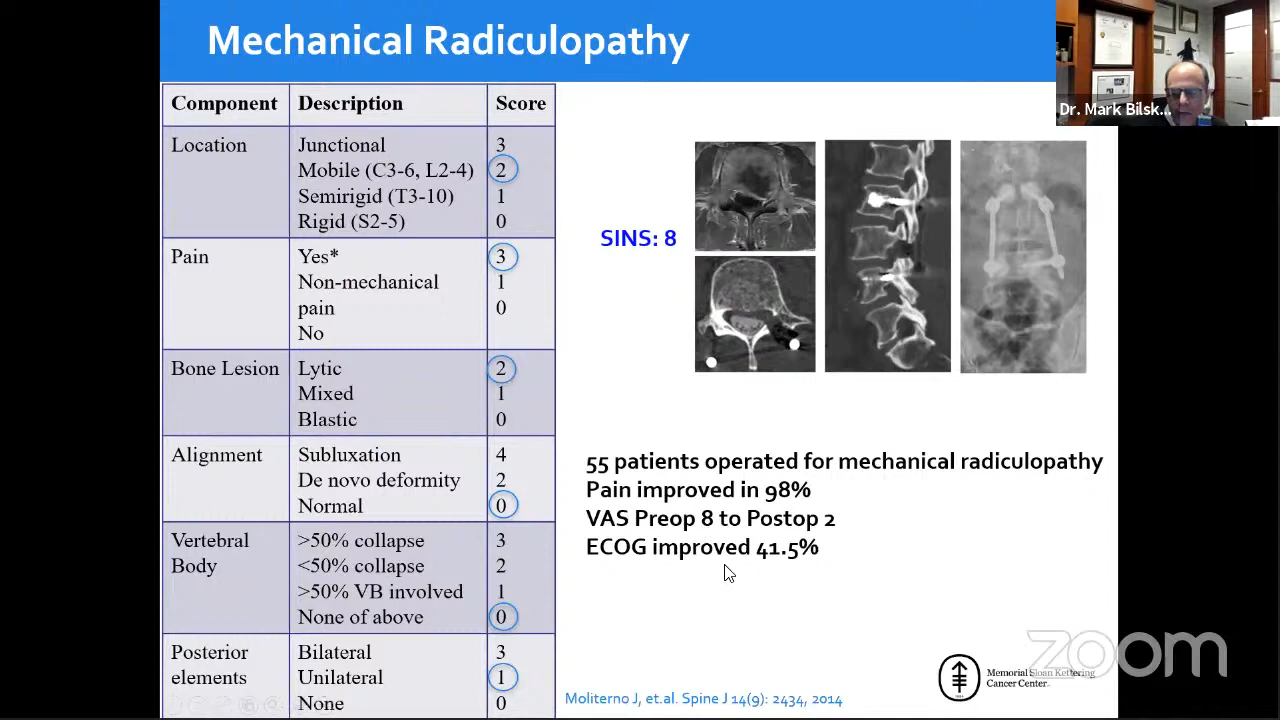 Mechanical Radiculopathy
Dr. Mark Bilsk...
Component Description Score
Location Junctional 3
Mobile (C3-6, L2-4) 2
Semirigid (T3-10) 1
Rigid (S2-5) 0
Pain Yes* 3
Non-mechanical 1
pain 0
No
Bone Lesion Lytic 2
Mixed 1
Blastic 0
Alignment Subluxation 4
De novo deformity 2
Normal 0
Vertebral >50% collapse 3
Body <50% collapse 2
>50% VB involved 1
None of above 0
Posterior Bilateral 3
elements Unilateral 1
None 0
SINS: 8
55 patients operated for mechanical radiculopathy
Pain improved in 98%
VAS Preop 8 to Postop 2
ECOG improved 41.5%
Moliterno J, et.al. Spine J 14(9): 2434, 2014
Memorial Sloan Kettering
Cancer Center
zoom